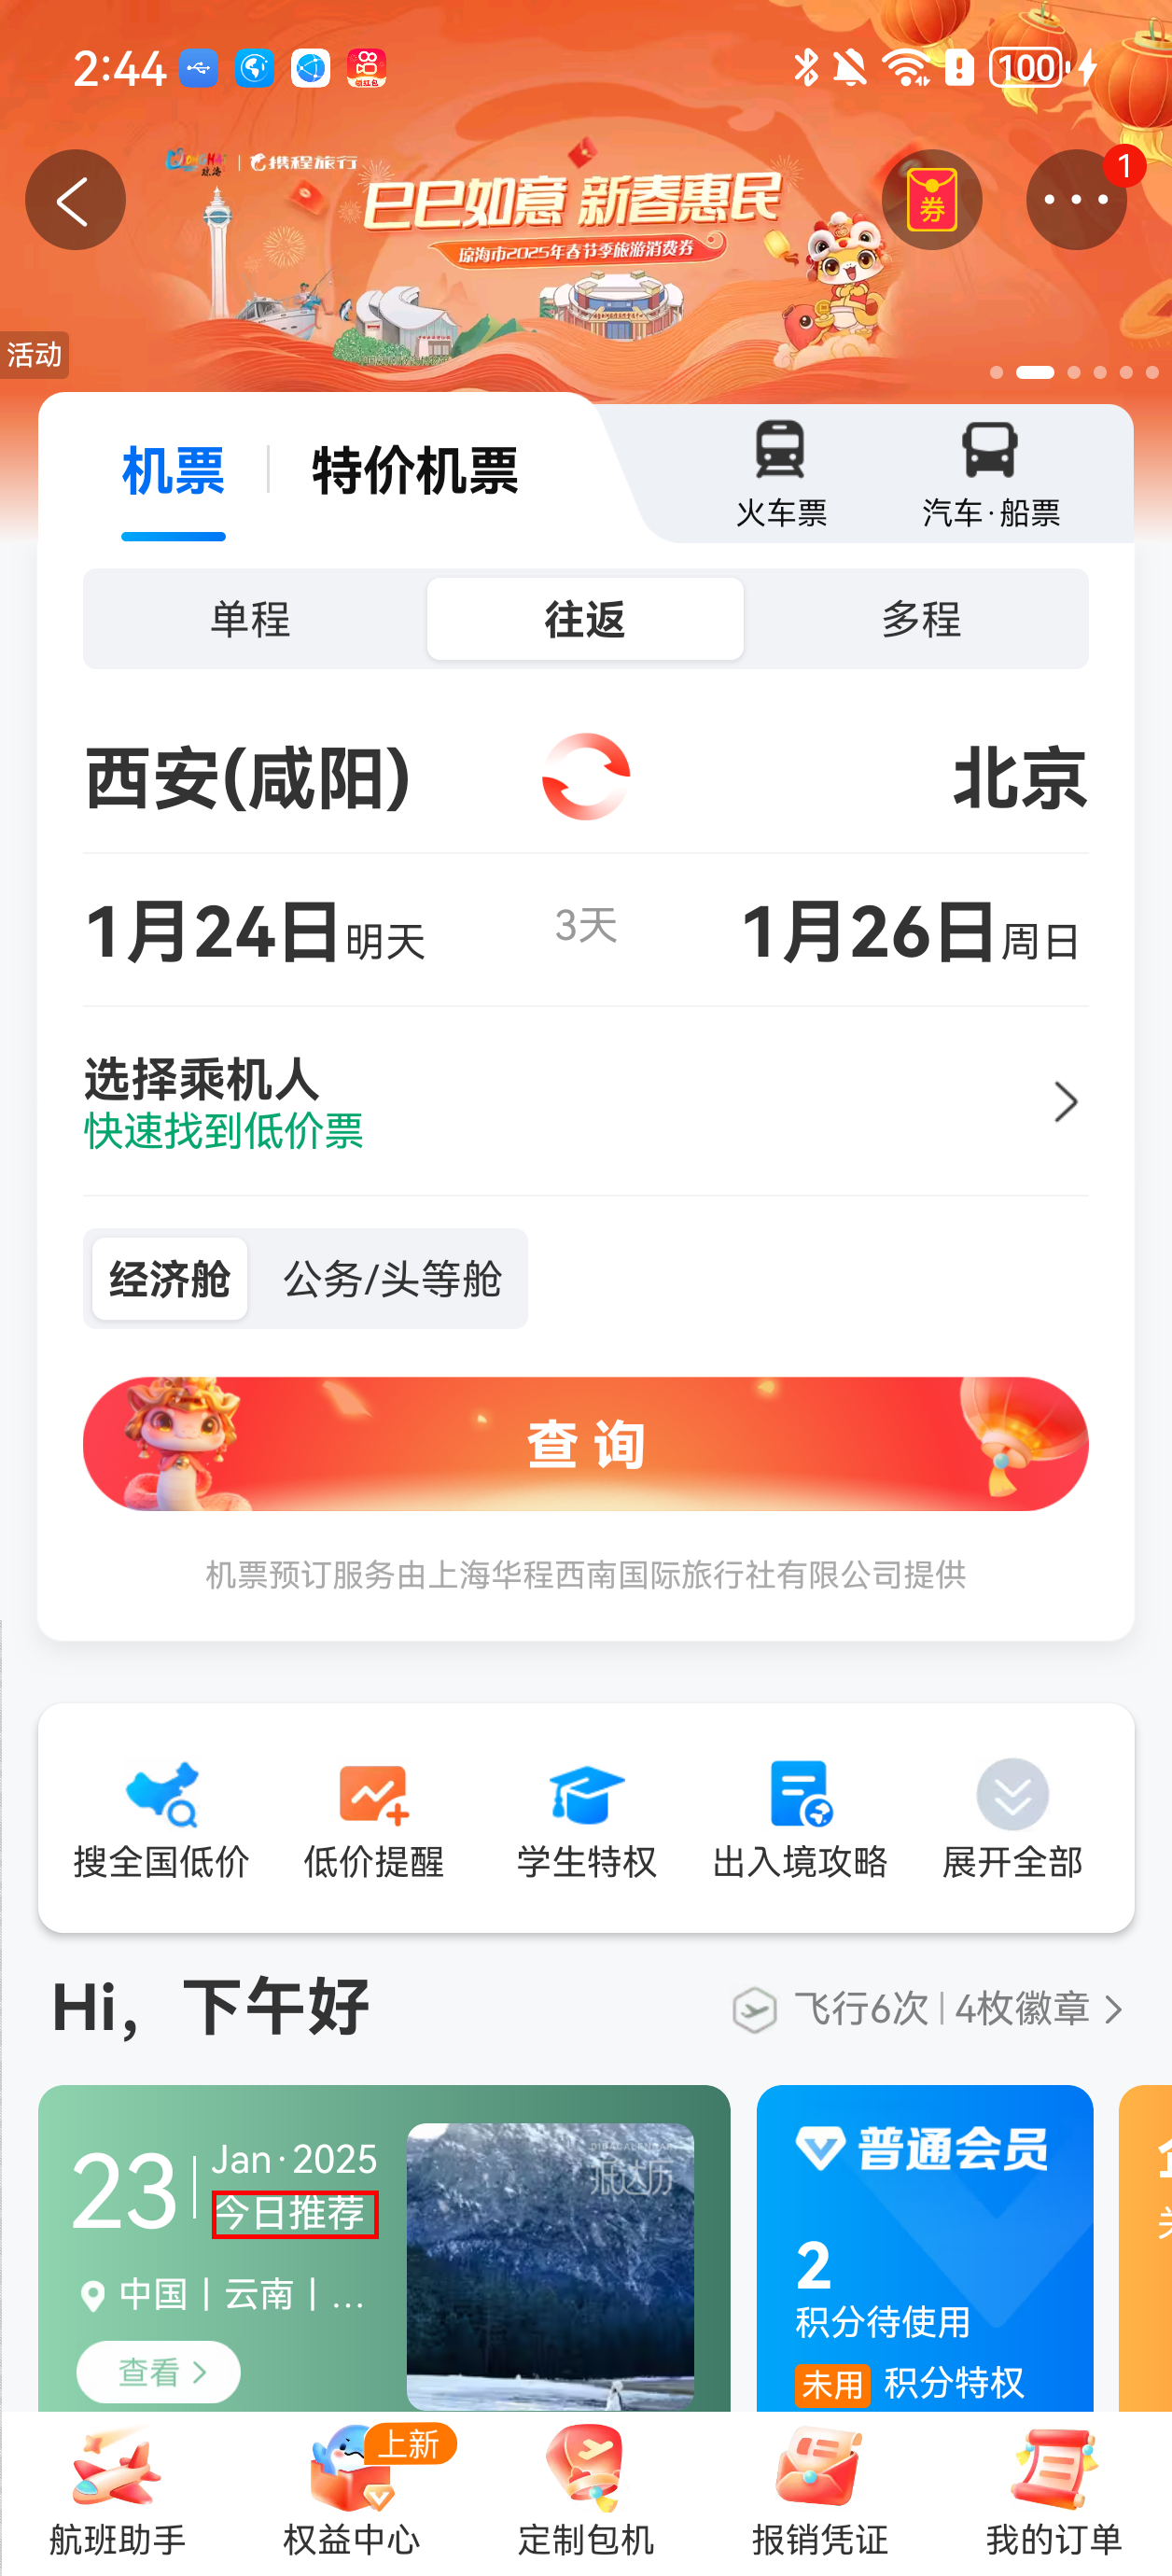 2:44
领红包
100
琼海
携程旅行
巳巳如意 新春惠民
琼海市2025年春节季旅游消费券
券
1
活动
机票
特价机票
火车票
汽车·船票
单程
往返
多程
西安(咸阳)
北京
1月24日明天
3天
1月26日周日
选择乘机人
快速找到低价票
经济舱
公务/头等舱
查询
机票预订服务由上海华程西南国际旅行社有限公司提供
搜全国低价
低价提醒
学生特权
出入境攻略
展开全部
Hi，下午好
飞行6次 | 4枚徽章
23
Jan·2025
今日推荐
中国丨云南丨...
查看
普通会员
2
积分待使用
未用 积分特权
上新
航班助手
权益中心
定制包机
报销凭证
我的订单